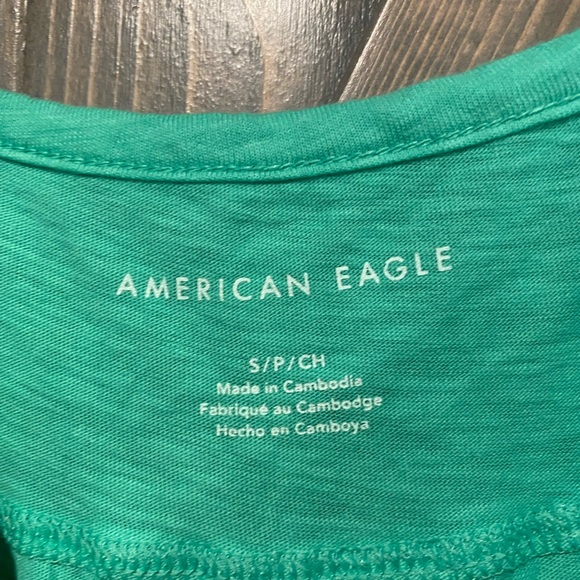 AMERICAN EAGLE
S/P/CH
Made in Cambodia
Fabriqué au Cambodge
Hecho en Camboya